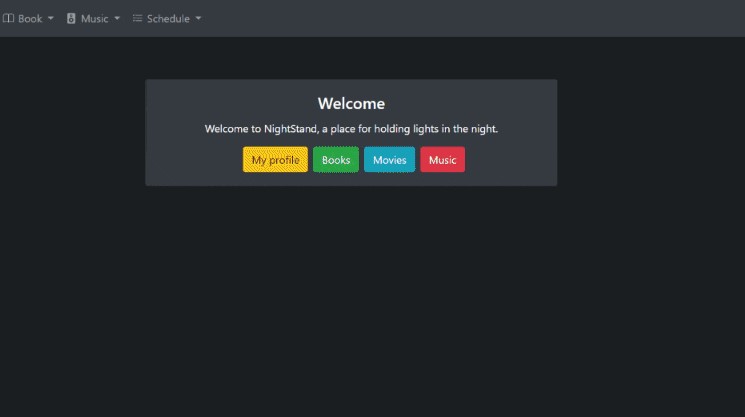 Book Music Schedule
Welcome
Welcome to NightStand, a place for holding lights in the night.
My profile Books Movies Music